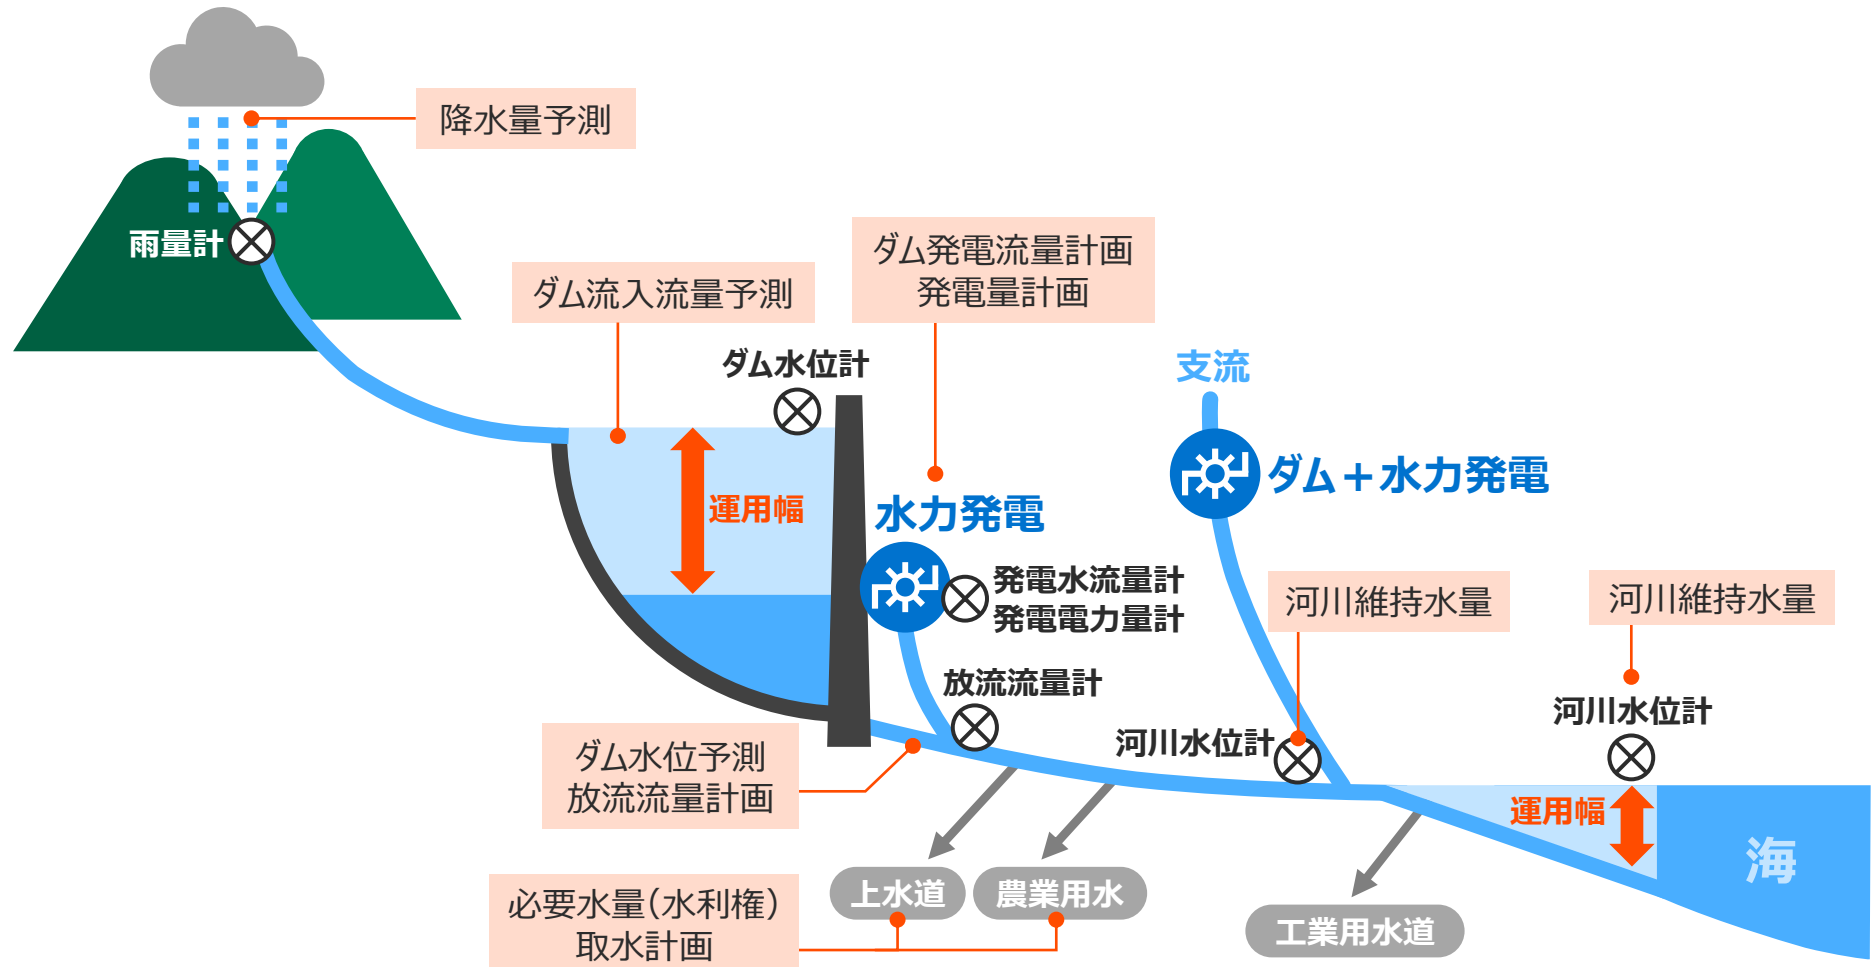 降水量予測
雨量計
ダム発電流量計画
発電量計画
ダム流入流量予測
ダム水位計
支流
ダム＋水力発電
運用幅
水力発電
発電水流量計
発電電力量計
河川維持水量
河川維持水量
放流流量計
河川水位計
河川水位計
ダム水位予測
放流流量計画
運用幅
海
上水道
農業用水
必要水量（水利権）
取水計画
工業用水道